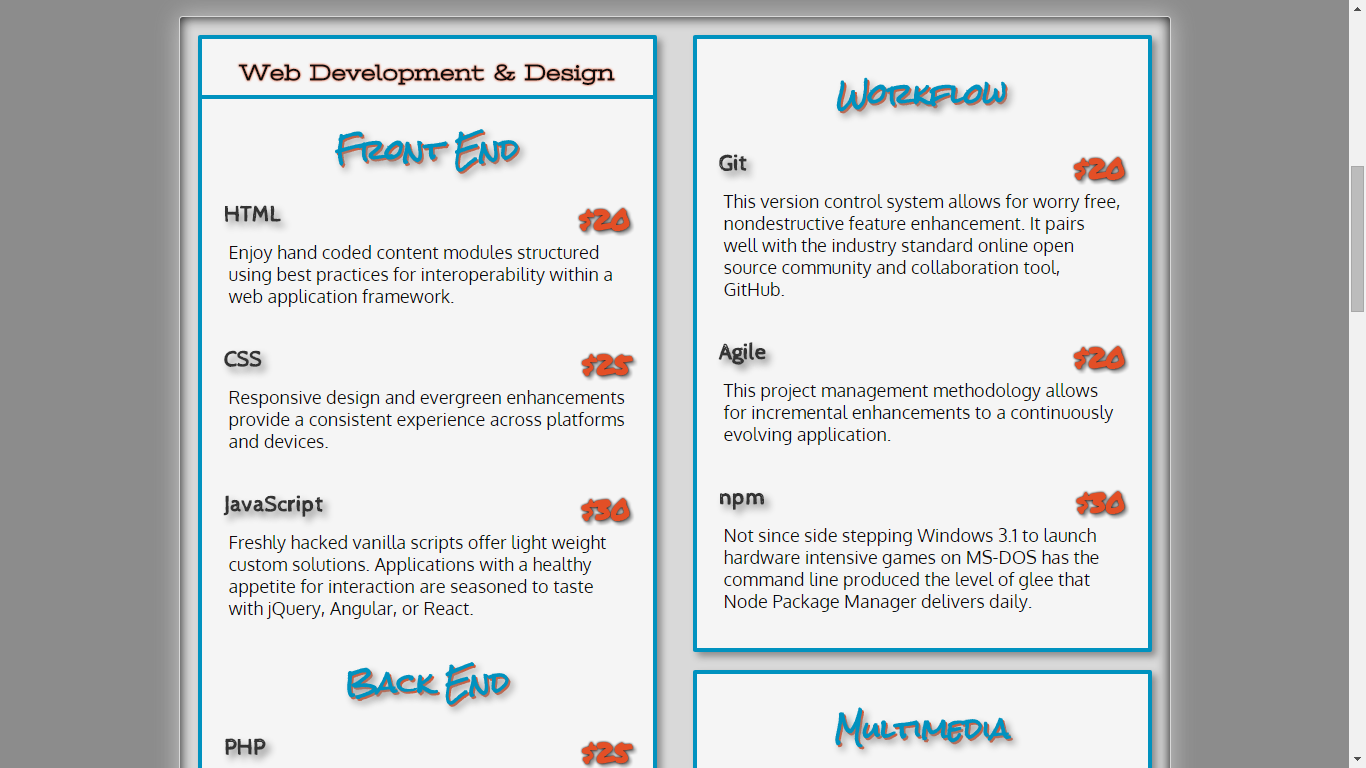 Web Development & Design
Front End
HTML
$20
Enjoy hand coded content modules structured
using best practices for interoperability within a
web application framework.
CSS
$25
Responsive design and evergreen enhancements
provide a consistent experience across platforms
and devices.
JavaScript
$30
Freshly hacked vanilla scripts offer light weight
custom solutions. Applications with a healthy
appetite for interaction are seasoned to taste
with jQuery, Angular, or React.
Back End
PHP
$25
Workflow
Git
$20
This version control system allows for worry free,
nondestructive feature enhancement. It pairs
well with the industry standard online open
source community and collaboration tool,
GitHub.
Agile
$20
This project management methodology allows
for incremental enhancements to a continuously
evolving application.
npm
$30
Not since side stepping Windows 3.1 to launch
hardware intensive games on MS-DOS has the
command line produced the level of glee that
Node Package Manager delivers daily.
Multimedia